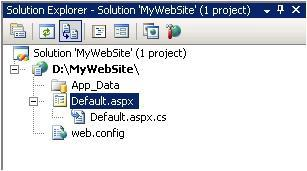 Solution Explorer - Solution 'MyWebSite' (1 project)
Solution 'MyWebSite' (1 project)
D:\MyWebSite\
App_Data
Default.aspx
Default.aspx.cs
web.config